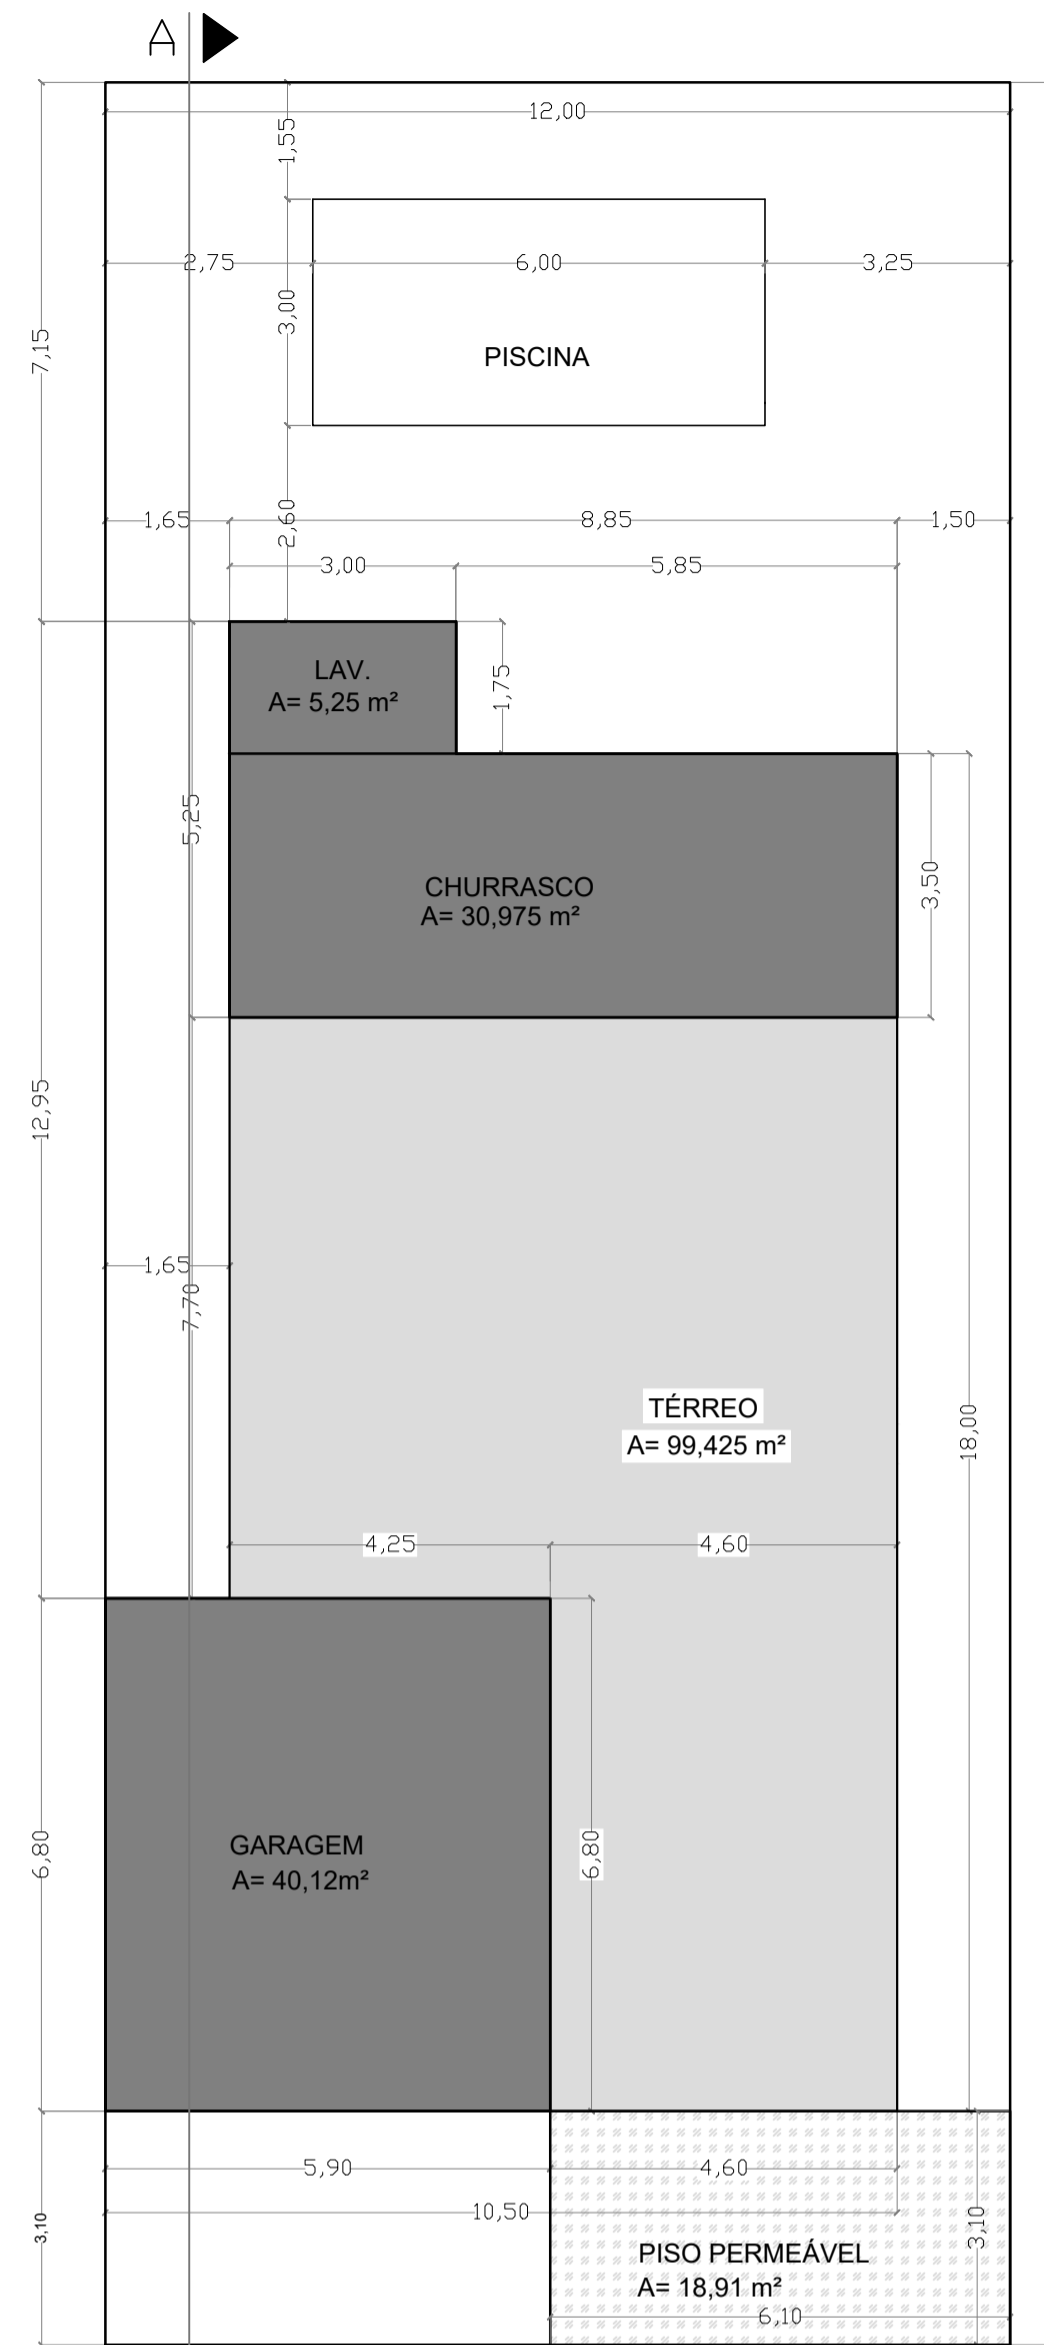 A
12,00
1,55
2,75
6,00
3,25
3,00
7,15
PISCINA
1,65
2,60
8,85
1,50
3,00
5,85
LAV.
A= 5,25 m²
1,75
5,25
CHURRASCO
A= 30,975 m²
3,50
12,95
1,65
7,70
TÉRREO
A= 99,425 m²
18,00
4,25
4,60
GARAGEM
A= 40,12m²
6,80
6,80
5,90
4,60
10,50
3,10
3,10
PISO PERMEÁVEL
A= 18,91 m²
6,10